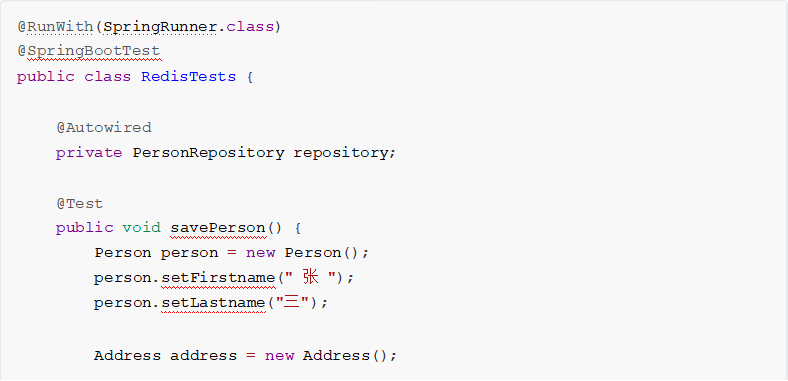 @RunWith(SpringRunner.class)
@SpringBootTest
public class RedisTests {
@Autowired
private PersonRepository repository;
@Test
public void savePerson() {
Person person = new Person();
person.setFirstname(" 张 ");
person.setLastname("三");
Address address = new Address();